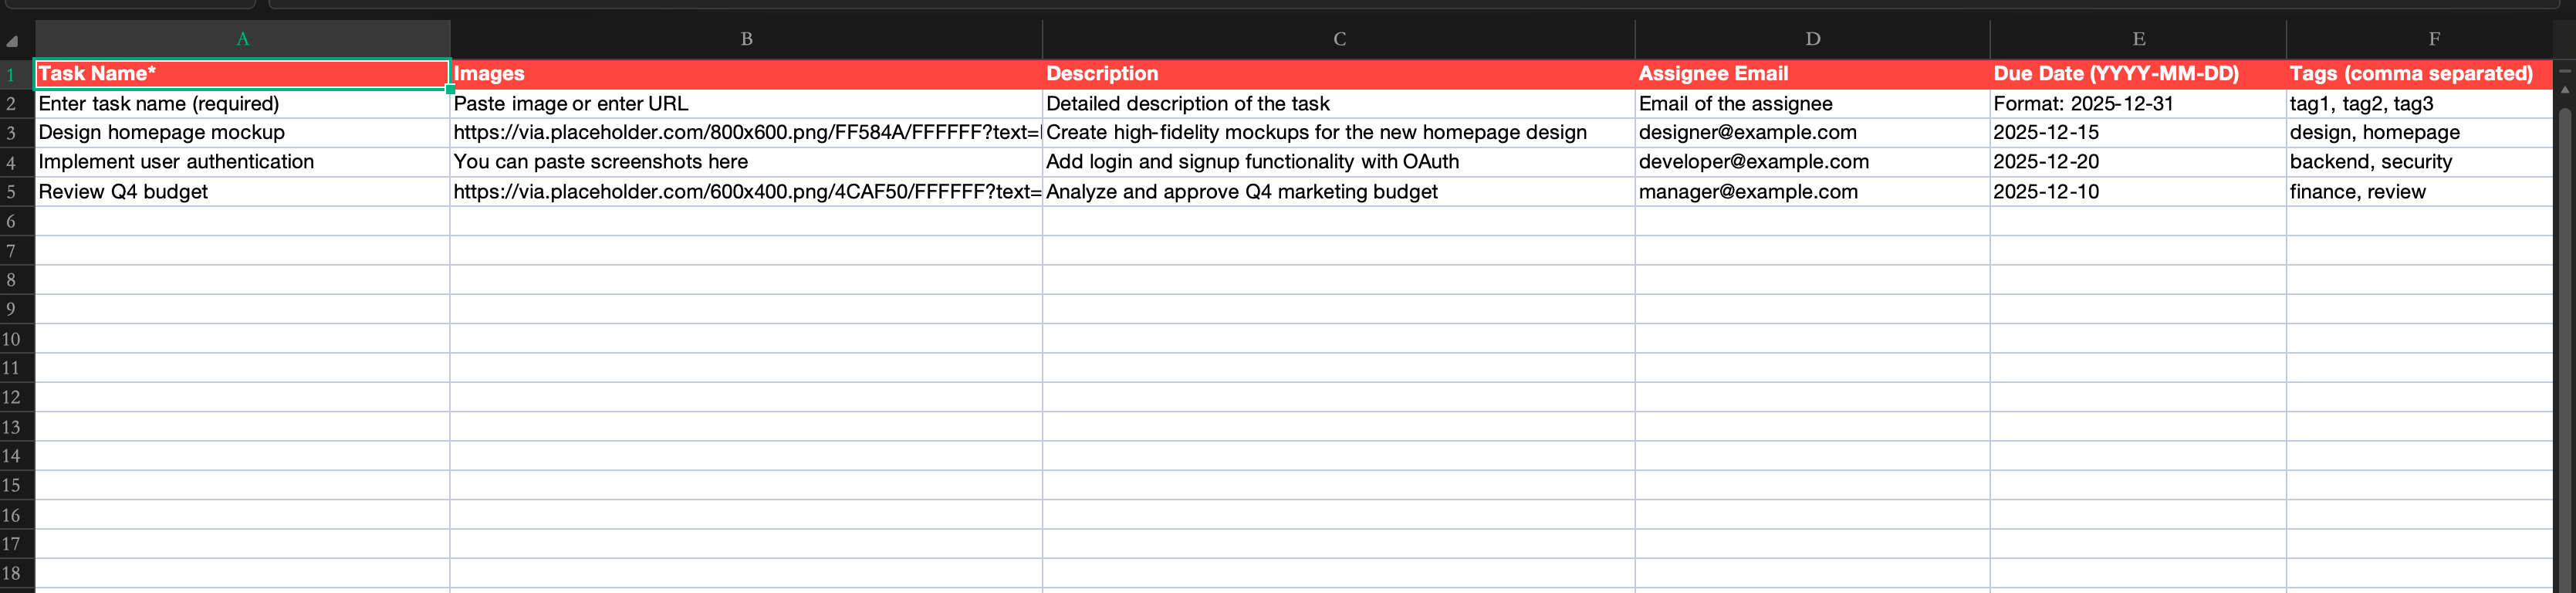 A B C D E F
1 Task Name* Images Description Assignee Email Due Date (YYYY-MM-DD) Tags (comma separated)
2 Enter task name (required) Paste image or enter URL Detailed description of the task Email of the assignee Format: 2025-12-31 tag1, tag2, tag3
3 Design homepage mockup https://via.placeholder.com/800x600.png/FF584A/FFFFFF?text= Create high-fidelity mockups for the new homepage design designer@example.com 2025-12-15 design, homepage
4 Implement user authentication You can paste screenshots here Add login and signup functionality with OAuth developer@example.com 2025-12-20 backend, security
5 Review Q4 budget https://via.placeholder.com/600x400.png/4CAF50/FFFFFF?text= Analyze and approve Q4 marketing budget manager@example.com 2025-12-10 finance, review
6
7
8
9
10
11
12
13
14
15
16
17
18